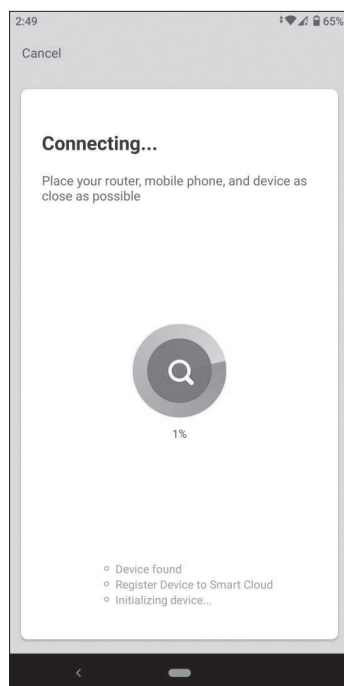 2:49
65%
Cancel
Connecting...
Place your router, mobile phone, and device as
close as possible
1%
Device found
Register Device to Smart Cloud
Initializing device...